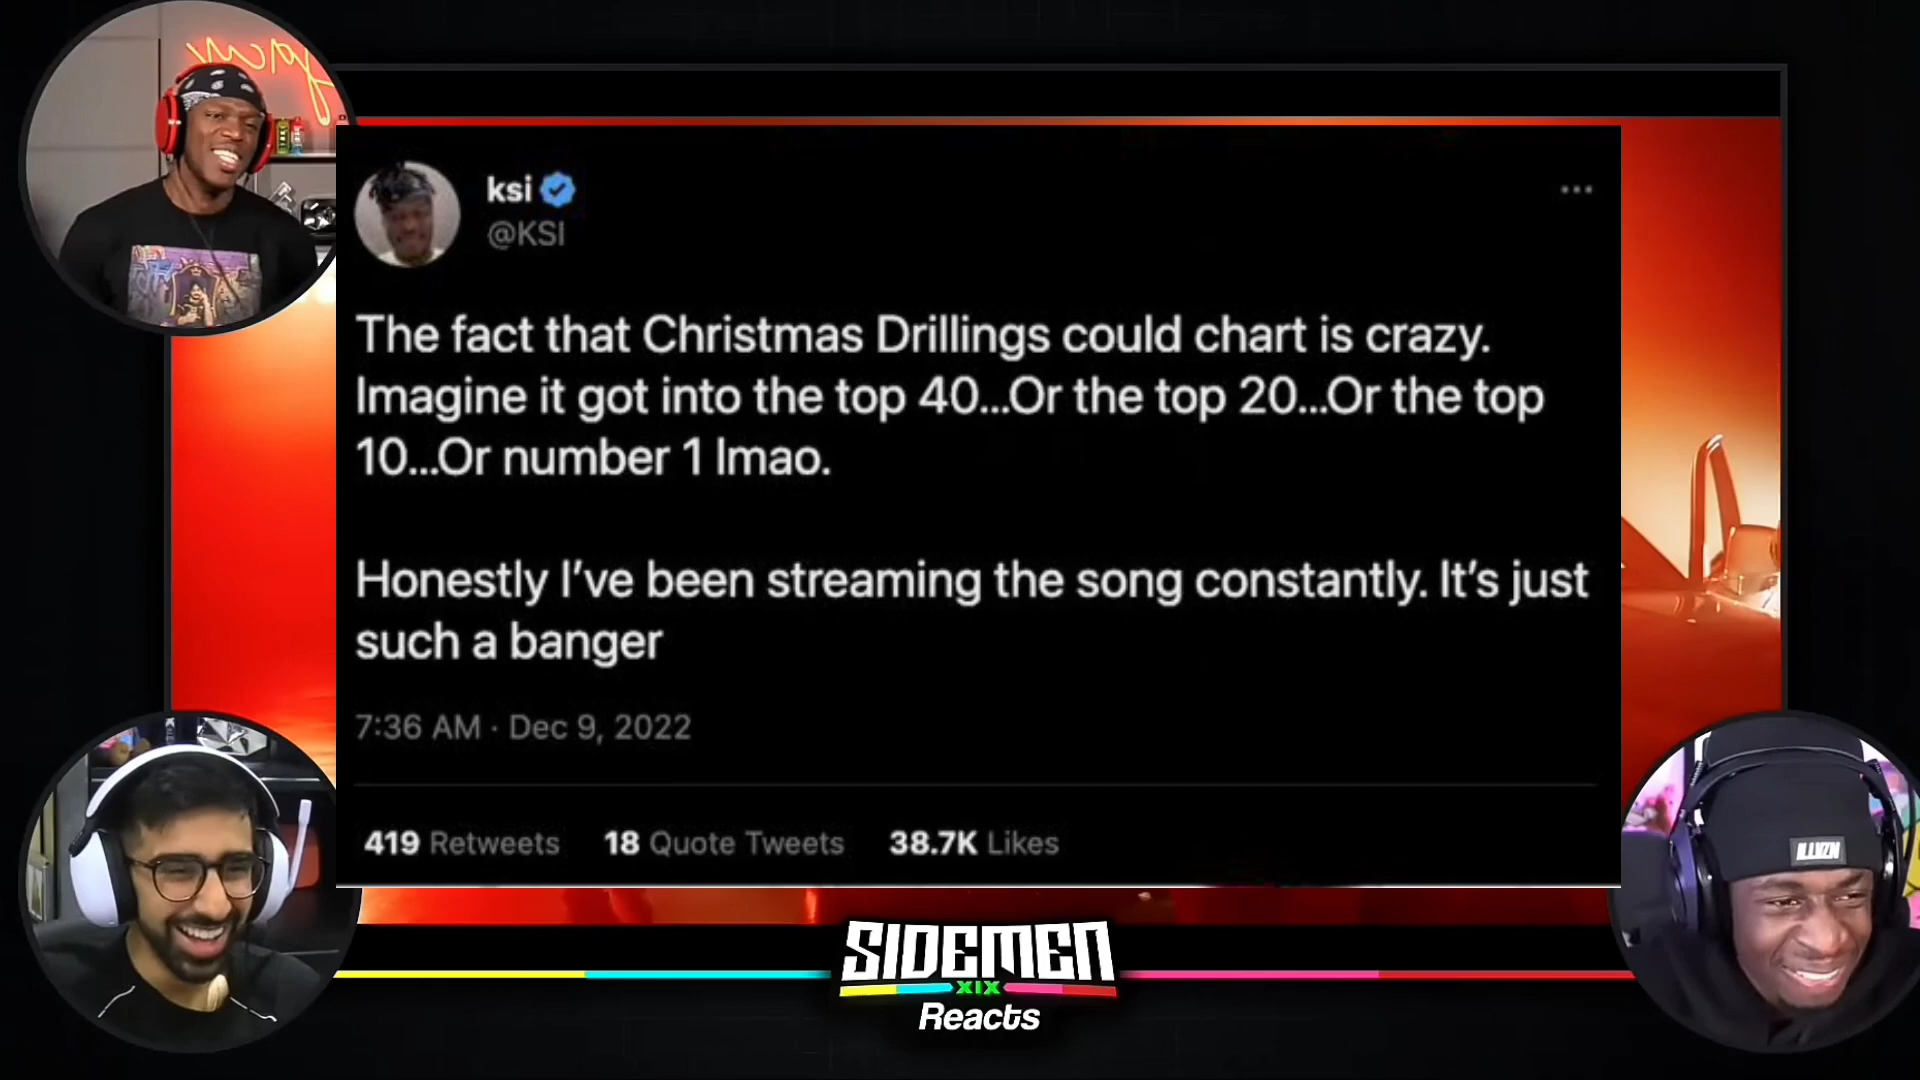 ksi
@KSI
The fact that Christmas Drillings could chart is crazy.
Imagine it got into the top 40...Or the top 20...Or the top
10...Or number 1 lmao.
Honestly I've been streaming the song constantly. It's just
such a banger
7:36 AM · Dec 9, 2022
419 Retweets 18 Quote Tweets 38.7K Likes
ILLVZN
SIDEMEN
XIX
Reacts